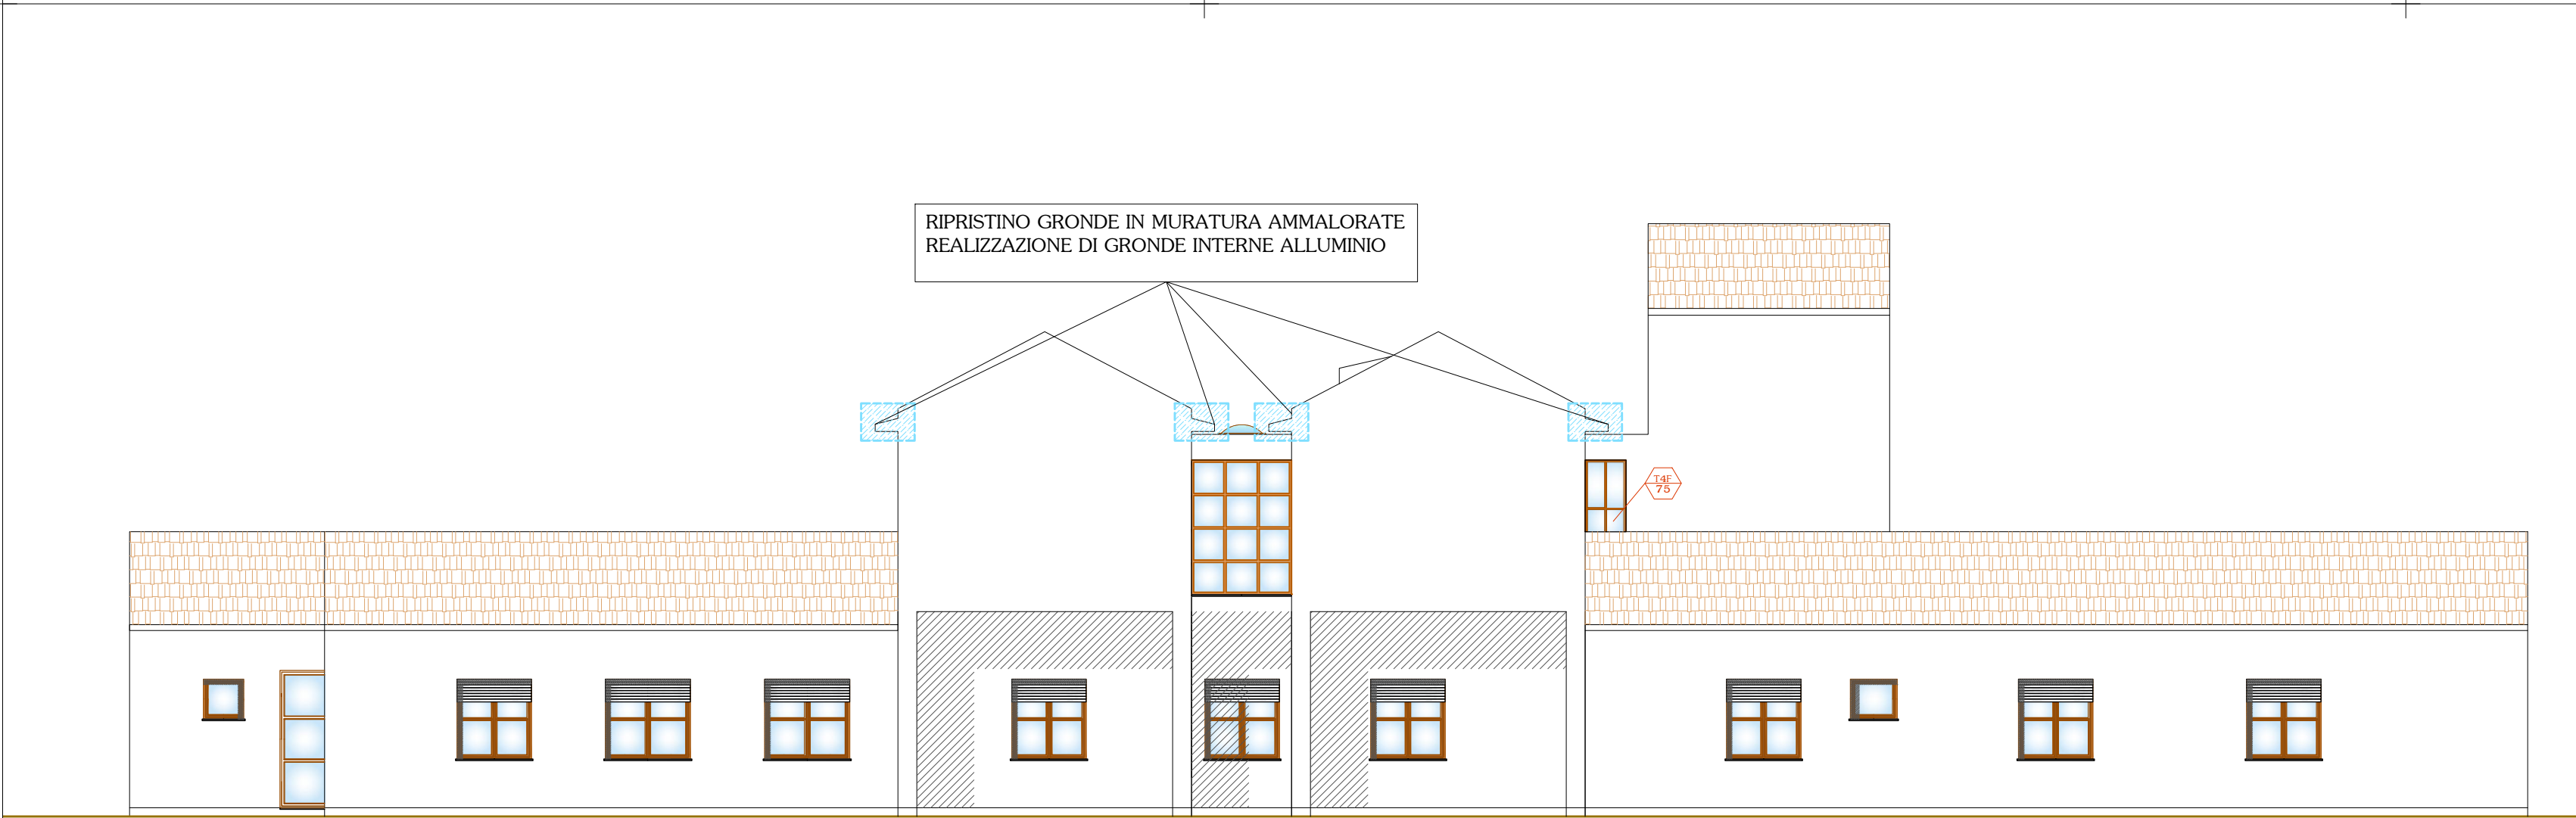 RIPRISTINO GRONDE IN MURATURA AMMALORATE
REALIZZAZIONE DI GRONDE INTERNE ALLUMINIO
T4F
75